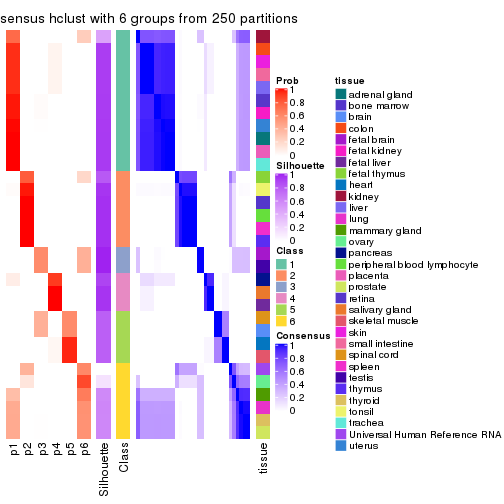 sensus hclust with 6 groups from 250 partitions
p1
p2
p3
p4
p5
p6
Silhouette
Class
tissue
Prob
1
0.8
0.6
0.4
0.2
0
Silhouette
1
0.8
0.6
0.4
0.2
0
Class
1
2
3
4
5
6
Consensus
1
0.8
0.6
0.4
0.2
0
tissue
adrenal gland
bone marrow
brain
colon
fetal brain
fetal kidney
fetal liver
fetal thymus
heart
kidney
liver
lung
mammary gland
ovary
pancreas
peripheral blood lymphocyte
placenta
prostate
retina
salivary gland
skeletal muscle
skin
small intestine
spinal cord
spleen
testis
thymus
thyroid
tonsil
trachea
Universal Human Reference RNA
uterus